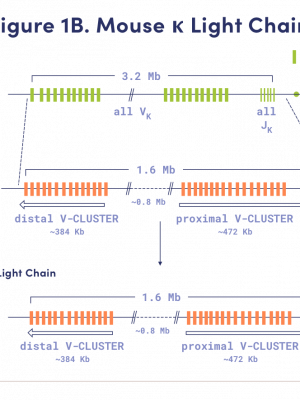 igure 1B. Mouse κ Light Chain
3.2 Mb
all VK
all
JK
1.6 Mb
~0.8 Mb
distal V-CLUSTER
proximal V-CLUSTER
~384 Kb
~472 Kb
Light Chain
1.6 Mb
~0.8 Mb
distal V-CLUSTER
proximal V-CLUSTER
~384 Kb
~472 Kb